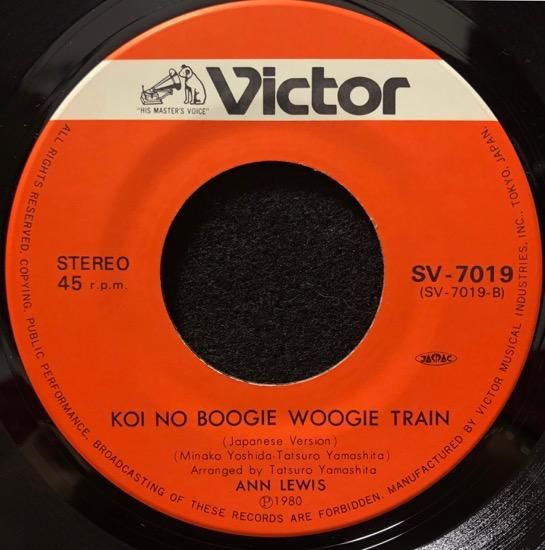 Victor
"HIS MASTER'S VOICE"
STEREO
45 r.p.m.
SV-7019
(SV-7019-B)
JASRAC
KOI NO BOOGIE WOOGIE TRAIN
(Japanese Version)
(Minako Yoshida-Tatsuro Yamashita)
Arranged by Tatsuro Yamashita
ANN LEWIS
Ⓟ1980
ALL RIGHTS RESERVED, COPYING, PUBLIC PERFORMANCE, BROADCASTING OF THESE RECORDS ARE FORBIDDEN. MANUFACTURED BY VICTOR MUSICAL INDUSTRIES, INC., TOKYO, JAPAN.